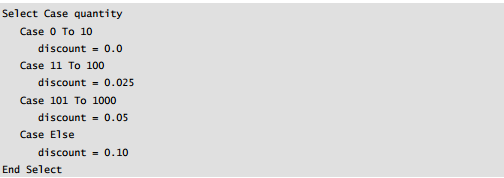 Select Case quantity
   Case 0 To 10
      discount = 0.0
   Case 11 To 100
      discount = 0.025
   Case 101 To 1000
      discount = 0.05
   Case Else
      discount = 0.10
End Select